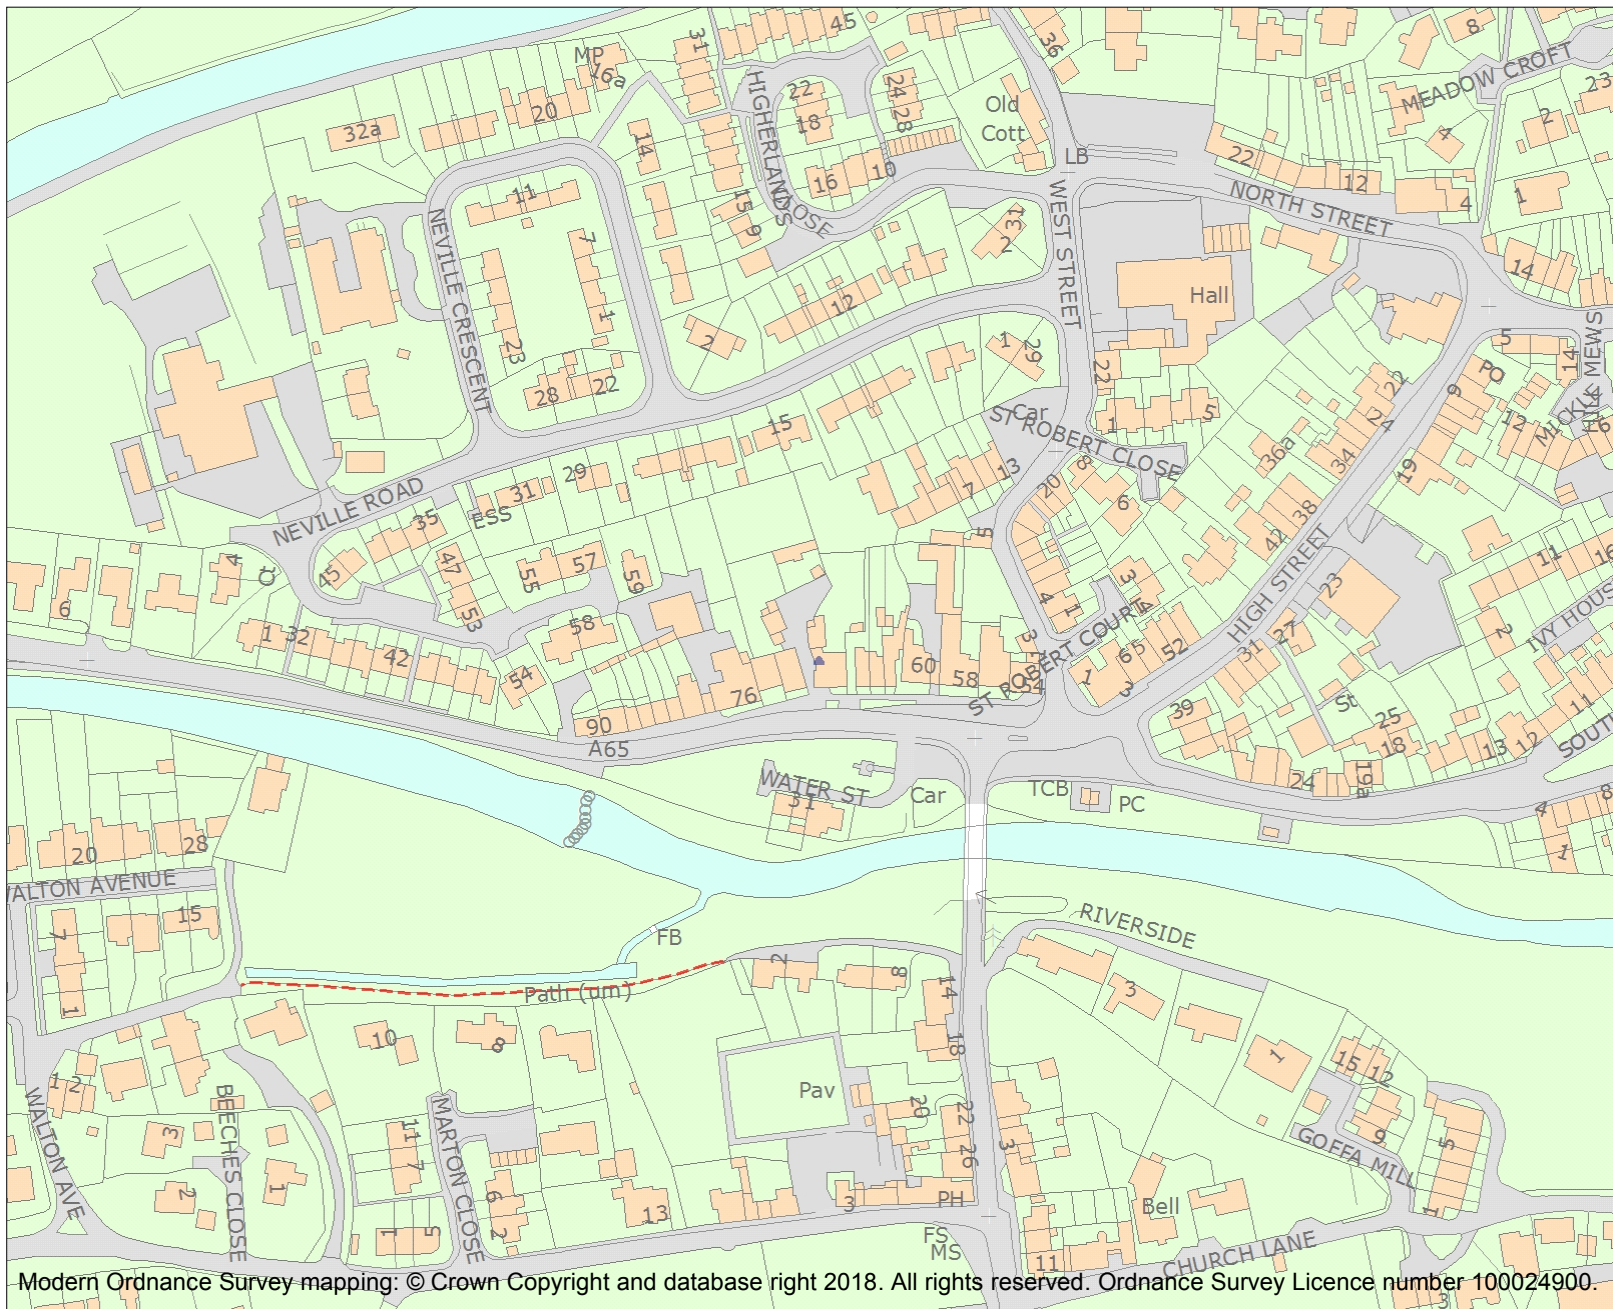 45
31
36
8
MEADOW CROFT
MP
16a
20
32a
14
HIGHERLANDS
CLOSE
22
18
24
28
16
10
Old
Cott
LB
23
2
4
22
12
NORTH STREET
4
1
11
NEVILLE CRESCENT
7
1
15
9
31
2
WEST STREET
Hall
14
12
2
23
28
22
1
29
22
5
PO
14
HILL MEWS
MICKLE
6
9
12
22
24
34
36a
19
38
42
15
Car
ST ROBERT CLOSE
1
5
13
7
8
6
20
5
NEVILLE ROAD
29
31
ESS
35
45
47
53
55
57
59
58
54
4
6
1
32
42
90
76
A65
60
58
54
3
4
1
3
4
ST ROBERT COURT
1
6
5
3
52
HIGH STREET
23
27
31
39
11
16
2
IVY HOUSE
11
SOUTH
St
25
18
13
12
24
19a
4
8
1
WATER ST
31
Car
TCB
PC
20
28
WALTON AVENUE
15
7
1
FB
Path (um)
RIVERSIDE
2
8
14
18
3
10
8
1
15
12
9
5
1
GOFFA MILL
Pav
20
22
26
3
1
2
WALTON AVE
3
2
1
BEECHES CLOSE
11
7
1
5
MARTON CLOSE
6
2
13
3
PH
FS
MS
Bell
11
CHURCH LANE
3
Modern Ordnance Survey mapping: © Crown Copyright and database right 2018. All rights reserved. Ordnance Survey Licence number 100024900.